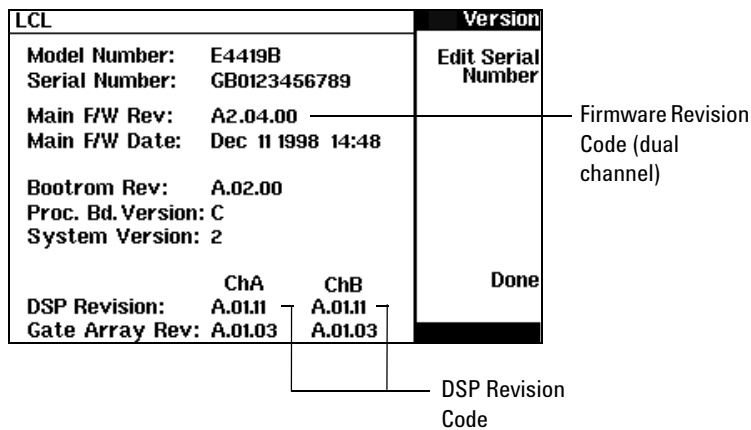 LCL
Version
Model Number: E4419B
Serial Number: GB0123456789
Edit Serial
Number
Main F/W Rev: A2.04.00
Main F/W Date: Dec 11 1998 14:48
Firmware Revision
Code (dual
channel)
Bootrom Rev: A.02.00
Proc. Bd. Version: C
System Version: 2
ChA ChB
Done
DSP Revision: A.01.11 A.01.11
Gate Array Rev: A.01.03 A.01.03
DSP Revision
Code